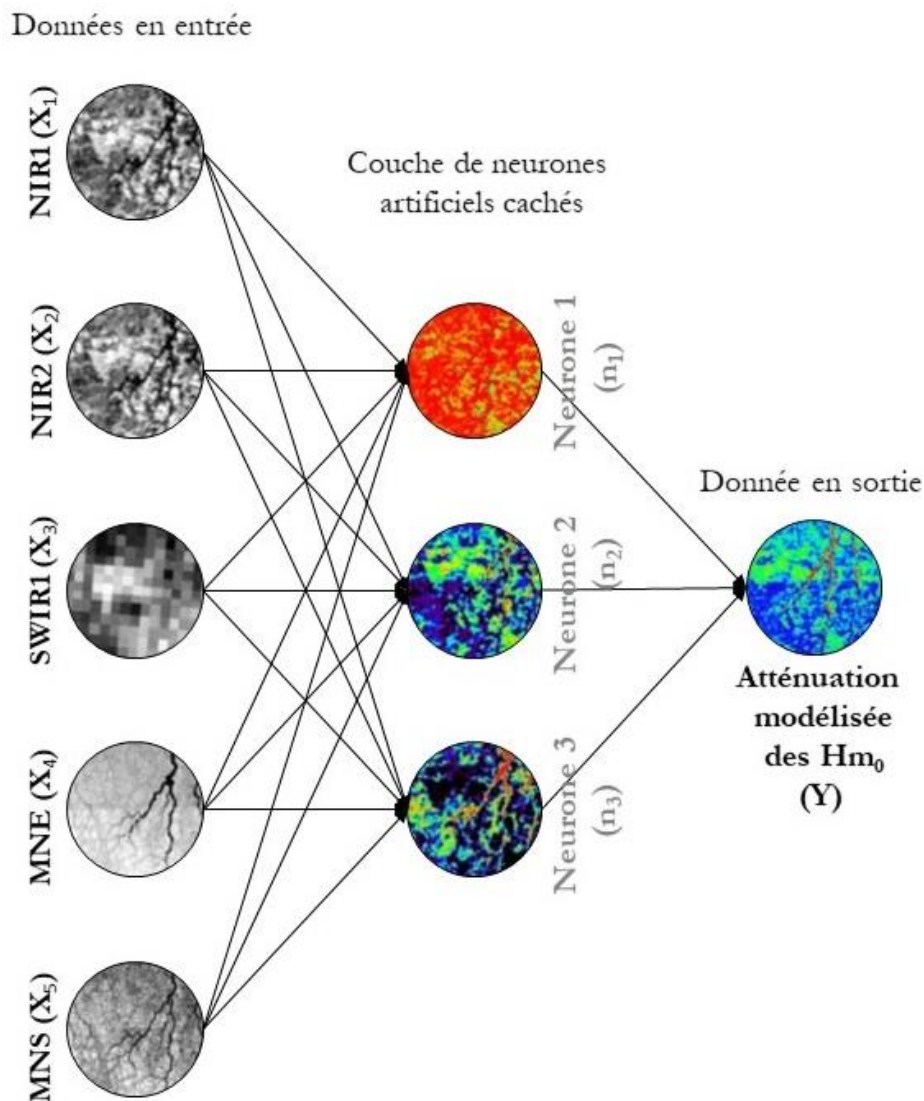 Données en entrée
NIR1 (X₁)
NIR2 (X₂)
SWIR1 (X₃)
MNE (X₄)
MNS (X₅)
Couche de neurones
artificiels cachés
Neurone 1
(n₁)
Neurone 2
(n₂)
Neurone 3
(n₃)
Donnée en sortie
Atténuation
modélisée
des Hm₀
(Y)